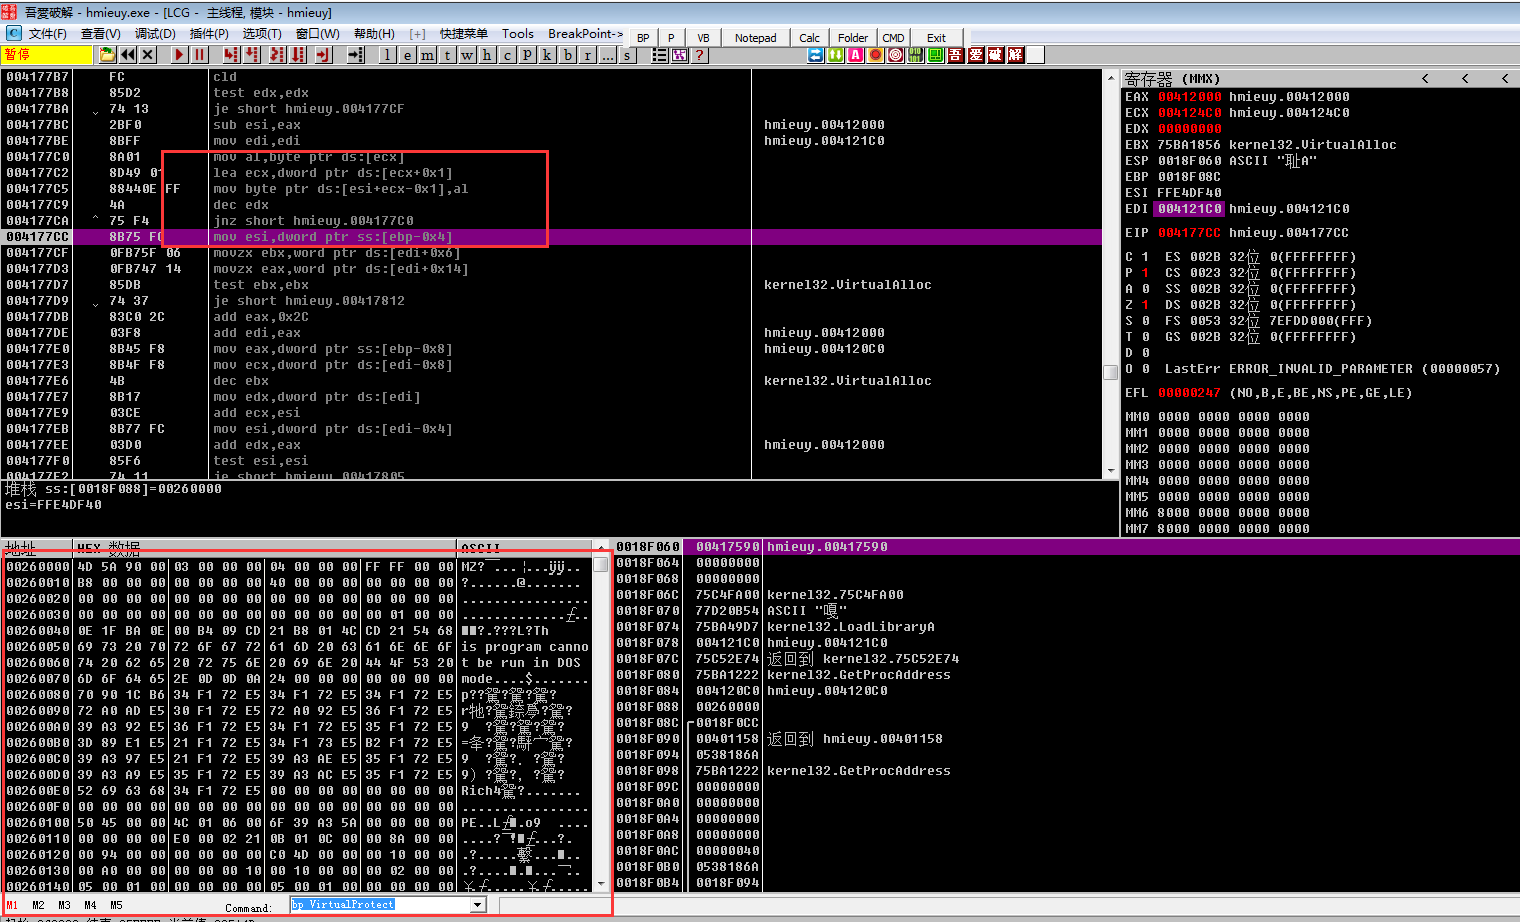 吾爱破解 - hmieuy.exe - [LCG - 主线程, 模块 - hmieuy]
文件(F) 查看(V) 调试(D) 插件(P) 选项(T) 窗口(W) 帮助(H) [+] 快捷菜单 Tools BreakPoint->
BP P VB Notepad Calc Folder CMD Exit
暂停
l e m t w h c P k b r ... s
?
吾 爱 破 解
004177B7 FC cld
004177B8 85D2 test edx,edx
004177BA 74 13 je short hmieuy.004177CF
004177BC 2BF0 sub esi,eax hmieuy.00412000
004177BE 8BFF mov edi,edi hmieuy.004121C0
004177C0 8A01 mov al,byte ptr ds:[ecx]
004177C2 8D49 01 lea ecx,dword ptr ds:[ecx+0x1]
004177C5 88440E FF mov byte ptr ds:[esi+ecx-0x1],al
004177C9 4A dec edx
004177CA 75 F4 jnz short hmieuy.004177C0
004177CC 8B75 FC mov esi,dword ptr ss:[ebp-0x4]
004177CF 0FB75F 06 movzx ebx,word ptr ds:[edi+0x6]
004177D3 0FB747 14 movzx eax,word ptr ds:[edi+0x14]
004177D7 85DB test ebx,ebx kernel32.VirtualAlloc
004177D9 74 37 je short hmieuy.00417812
004177DB 83C0 2C add eax,0x2C
004177DE 03F8 add edi,eax hmieuy.00412000
004177E0 8B45 F8 mov eax,dword ptr ss:[ebp-0x8] hmieuy.004120C0
004177E3 8B4F F8 mov ecx,dword ptr ds:[edi-0x8]
004177E6 4B dec ebx kernel32.VirtualAlloc
004177E7 8B17 mov edx,dword ptr ds:[edi]
004177E9 03CE add ecx,esi
004177EB 8B77 FC mov esi,dword ptr ds:[edi-0x4]
004177EE 03D0 add edx,eax hmieuy.00412000
004177F0 85F6 test esi,esi
004177F2 74 11 je short hmieuy.00417805
堆栈 ss:[0018F088]=00260000
esi=FFE4DF40
寄存器 (MMX) < < <
EAX 00412000 hmieuy.00412000
ECX 004124C0 hmieuy.004124C0
EDX 00000000
EBX 75BA1856 kernel32.VirtualAlloc
ESP 0018F060 ASCII "耻A"
EBP 0018F08C
ESI FFE4DF40
EDI 004121C0 hmieuy.004121C0
EIP 004177CC hmieuy.004177CC
C 1 ES 002B 32位 0(FFFFFFFF)
P 1 CS 0023 32位 0(FFFFFFFF)
A 0 SS 002B 32位 0(FFFFFFFF)
Z 1 DS 002B 32位 0(FFFFFFFF)
S 0 FS 0053 32位 7EFDD000(FFF)
T 0 GS 002B 32位 0(FFFFFFFF)
D 0
O 0 LastErr ERROR_INVALID_PARAMETER (00000057)
EFL 00000247 (NO,B,E,BE,NS,PE,GE,LE)
MM0 0000 0000 0000 0000
MM1 0000 0000 0000 0000
MM2 0000 0000 0000 0000
MM3 0000 0000 0000 0000
MM4 0000 0000 0000 0000
MM5 0000 0000 0000 0000
MM6 8000 0000 0000 0000
MM7 8000 0000 0000 0000
地址 HEX 数据 ASCII
00260000 4D 5A 90 00 03 00 00 00 04 00 00 00 FF FF 00 00
00260010 B8 00 00 00 00 00 00 00 40 00 00 00 00 00 00 00 ?.......@.......
00260020 00 00 00 00 00 00 00 00 00 00 00 00 00 00 00 00 ................
00260030 00 00 00 00 00 00 00 00 00 00 00 00 00 01 00 00
00260040 0E 1F BA 0E 00 B4 09 CD 21 B8 01 4C CD 21 54 68
00260050 69 73 20 70 72 6F 67 72 61 6D 20 63 61 6E 6E 6F is program canno
00260060 74 20 62 65 20 72 75 6E 20 69 6E 20 44 4F 53 20 t be run in DOS
00260070 6D 6F 64 65 2E 0D 0D 0A 24 00 00 00 00 00 00 00 mode....$.......
00260080 70 90 1C B6 34 F1 72 E5 34 F1 72 E5 34 F1 72 E5
00260090 72 A0 AD E5 30 F1 72 E5 72 A0 92 E5 36 F1 72 E5
002600A0 39 A3 92 E5 36 F1 72 E5 34 F1 72 E5 35 F1 72 E5
002600B0 3D 89 E1 E5 21 F1 72 E5 34 F1 73 E5 B2 F1 72 E5
002600C0 39 A3 97 E5 21 F1 72 E5 39 A3 AE E5 35 F1 72 E5
002600D0 39 A3 A9 E5 35 F1 72 E5 39 A3 AC E5 35 F1 72 E5
002600E0 52 69 63 68 34 F1 72 E5 00 00 00 00 00 00 00 00
002600F0 00 00 00 00 00 00 00 00 00 00 00 00 00 00 00 00 ................
00260100 50 45 00 00 4C 01 06 00 6F 39 A3 5A 00 00 00 00
00260110 00 00 00 00 E0 00 02 21 0B 01 0C 00 00 8A 00 00
00260120 00 94 00 00 00 00 00 00 C0 4D 00 00 00 10 00 00
00260130 00 A0 00 00 00 00 00 10 00 10 00 00 00 02 00 00
00260140 05 00 01 00 00 00 00 00 05 00 01 00 00 00 00 00
0018F060 00417590 hmieuy.00417590
0018F064 00000000
0018F068 00000000
0018F06C 75C4FA00 kernel32.75C4FA00
0018F070 77D20B54 ASCII "嘎"
0018F074 75BA49D7 kernel32.LoadLibraryA
0018F078 004121C0 hmieuy.004121C0
0018F07C 75C52E74 返回到 kernel32.75C52E74
0018F080 75BA1222 kernel32.GetProcAddress
0018F084 004120C0 hmieuy.004120C0
0018F088 00260000
0018F08C 0018F0CC
0018F090 00401158 返回到 hmieuy.00401158
0018F094 0538186A
0018F098 75BA1222 kernel32.GetProcAddress
0018F09C 00000000
0018F0A0 00000000
0018F0A4 00000000
0018F0A8 00000000
0018F0AC 00000040
0018F0B0 0538186A
0018F0B4 0018F094
M1 M2 M3 M4 M5 Command: bp VirtualProtect